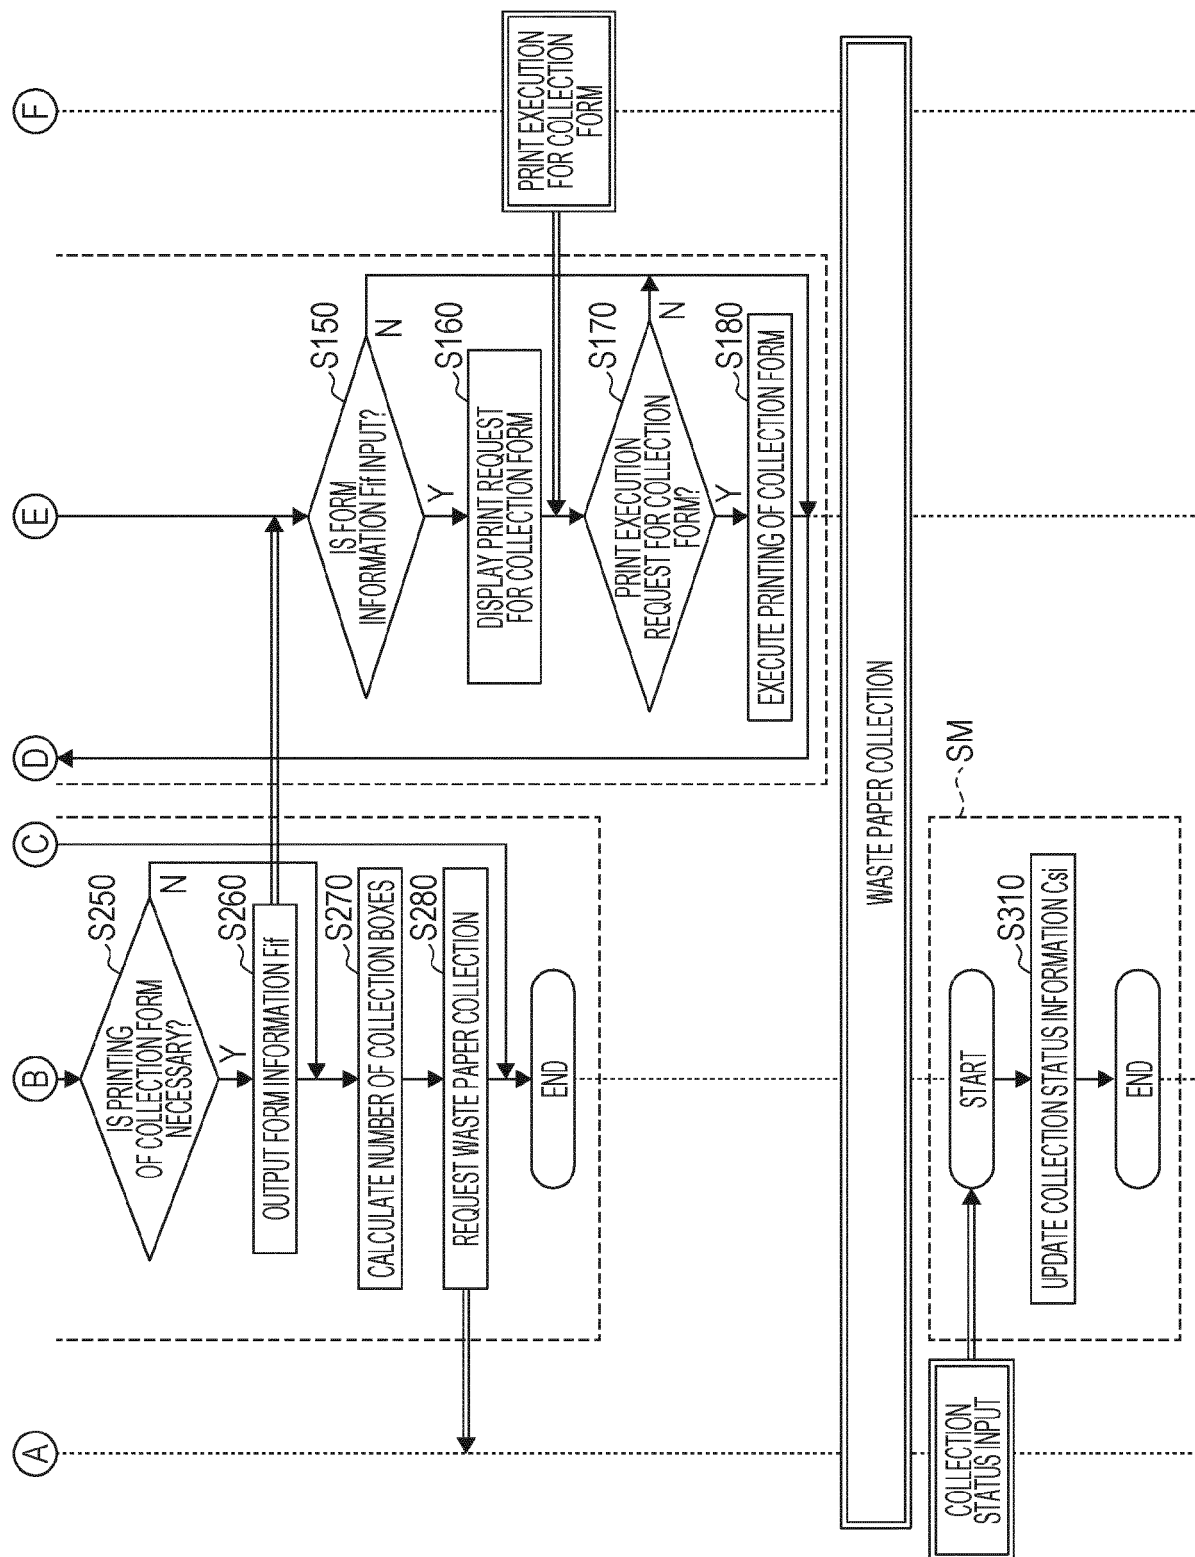 A
B
C
D
E
F
IS PRINTING
OF COLLECTION FORM
NECESSARY?
S250
N
Y
OUTPUT FORM INFORMATION Fif
S260
CALCULATE NUMBER OF COLLECTION BOXES
S270
REQUEST WASTE PAPER COLLECTION
S280
END
IS FORM
INFORMATION Fif INPUT?
S150
N
Y
DISPLAY PRINT REQUEST
FOR COLLECTION FORM
S160
PRINT EXECUTION
FOR COLLECTION
FORM
PRINT EXECUTION
REQUEST FOR COLLECTION
FORM?
S170
N
Y
EXECUTE PRINTING OF COLLECTION FORM
S180
WASTE PAPER COLLECTION
COLLECTION
STATUS INPUT
SM
START
UPDATE COLLECTION STATUS INFORMATION Csi
S310
END